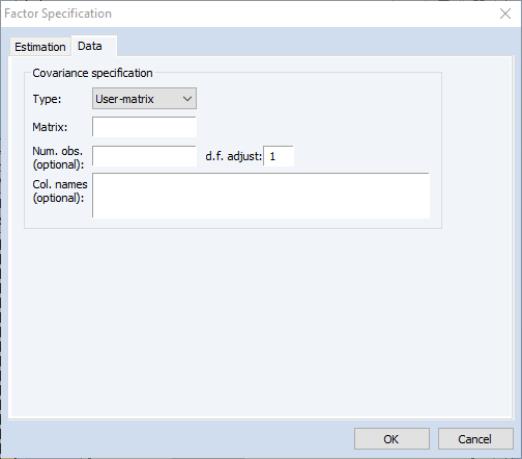 Factor Specification
Estimation Data
Covariance specification
Type: User-matrix
Matrix:
Num. obs.
(optional): d.f. adjust: 1
Col. names
(optional):
OK Cancel